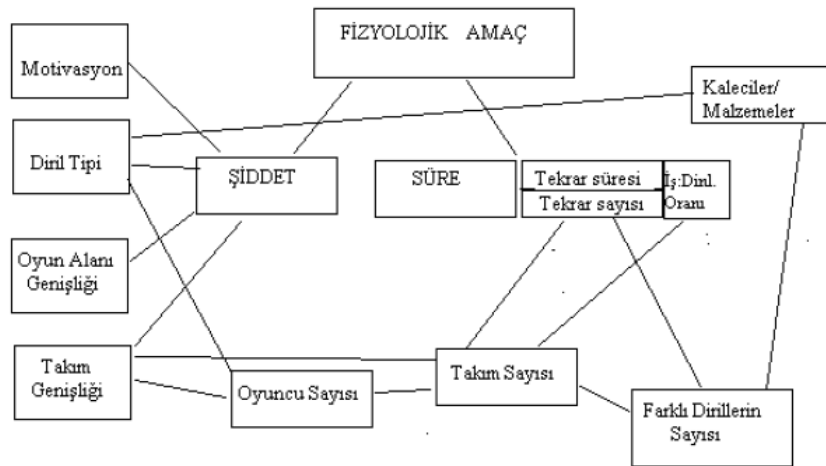 FİZYOLOJİK AMAÇ
Motivasyon
Kaleciler/
Malzemeler
Diril Tipi
ŞİDDET
SÜRE
Tekrar süresi
Tekrar sayısı
İş:Dinl.
Oranı
Oyun Alanı
Genişliği
Takım
Genişliği
Oyuncu Sayısı
Takım Sayısı
Farklı Dirillerin
Sayısı